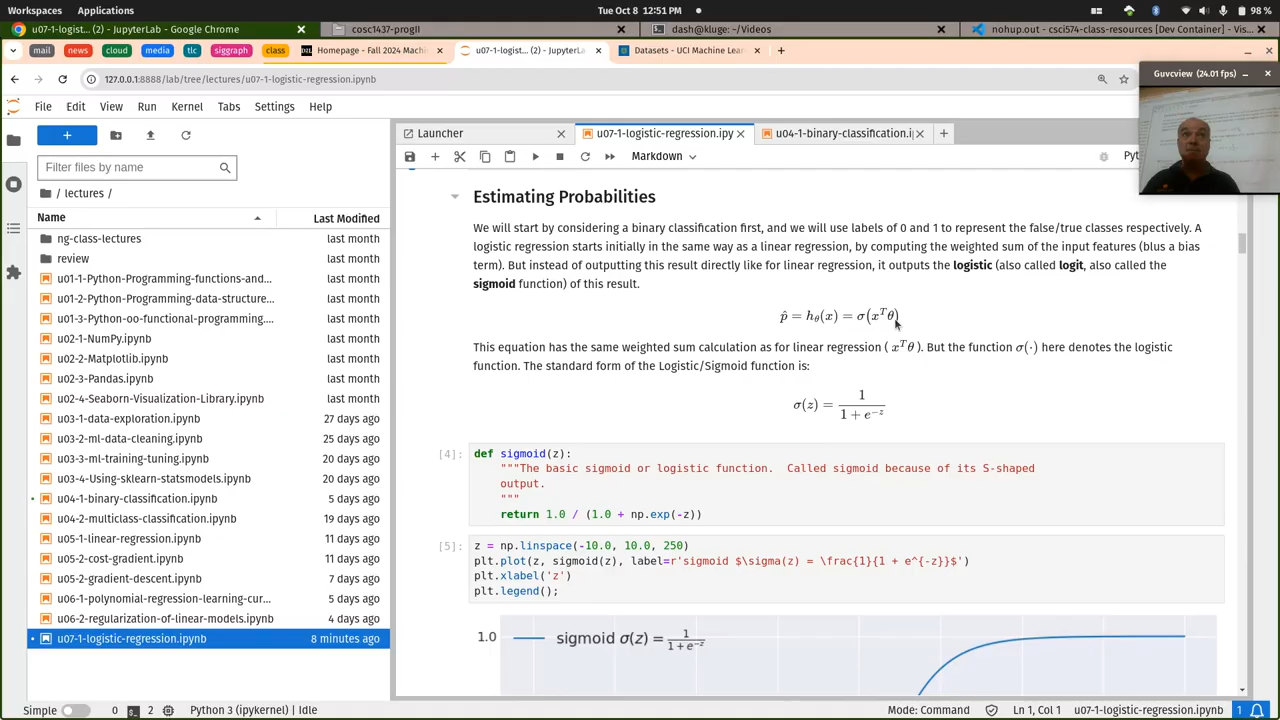 Workspaces Applications Tue Oct 8 12:51 PM 98 %
u07-1-logist... (2) - JupyterLab - Google Chrome cosc1437-progII dash@kluge:~/Videos nohup.out - csci574-class-resources [Dev Container] - Vis...
mail news cloud media tlc siggraph class Homepage - Fall 2024 Machi u07-1-logist... (2) - JupyterLa Datasets - UCI Machine Learn
127.0.0.1:8888/lab/tree/lectures/u07-1-logistic-regression.ipynb
Guvcview (24.01 fps)
File Edit View Run Kernel Tabs Settings Help
Launcher u07-1-logistic-regression.ipy u04-1-binary-classification.i
Markdown Pyt
Filter files by name
/ lectures /
Name Last Modified
ng-class-lectures last month
review last month
u01-1-Python-Programming-functions-and... last month
u01-2-Python-Programming-data-structure... last month
u01-3-Python-oo-functional-programming.... last month
u02-1-NumPy.ipynb last month
u02-2-Matplotlib.ipynb last month
u02-3-Pandas.ipynb last month
u02-4-Seaborn-Visualization-Library.ipynb last month
u03-1-data-exploration.ipynb 27 days ago
u03-2-ml-data-cleaning.ipynb 25 days ago
u03-3-ml-training-tuning.ipynb 20 days ago
u03-4-Using-sklearn-statsmodels.ipynb 20 days ago
u04-1-binary-classification.ipynb 5 days ago
u04-2-multiclass-classification.ipynb 19 days ago
u05-1-linear-regression.ipynb 11 days ago
u05-2-cost-gradient.ipynb 11 days ago
u05-2-gradient-descent.ipynb 7 days ago
u06-1-polynomial-regression-learning-cur... 5 days ago
u06-2-regularization-of-linear-models.ipynb 4 days ago
u07-1-logistic-regression.ipynb 8 minutes ago
Estimating Probabilities
We will start by considering a binary classification first, and we will use labels of 0 and 1 to represent the false/true classes respectively. A
logistic regression starts initially in the same way as a linear regression, by computing the weighted sum of the input features (blus a bias
term). But instead of outputting this result directly like for linear regression, it outputs the logistic (also called logit, also called the
sigmoid function) of this result.
p̂ = h_θ(x) = σ(x^Tθ)
This equation has the same weighted sum calculation as for linear regression ( x^Tθ ). But the function σ(·) here denotes the logistic
function. The standard form of the Logistic/Sigmoid function is:
σ(z) = 1 / (1 + e^{-z})
[4]: def sigmoid(z):
"""The basic sigmoid or logistic function. Called sigmoid because of its S-shaped
output.
"""
return 1.0 / (1.0 + np.exp(-z))
[5]: z = np.linspace(-10.0, 10.0, 250)
plt.plot(z, sigmoid(z), label=r'sigmoid $\sigma(z) = \frac{1}{1 + e^{-z}}$')
plt.xlabel('z')
plt.legend();
1.0 sigmoid σ(z) = 1/(1+e^{-z})
Simple 0 $_ 2 Python 3 (ipykernel) | Idle Mode: Command Ln 1, Col 1 u07-1-logistic-regression.ipynb 1